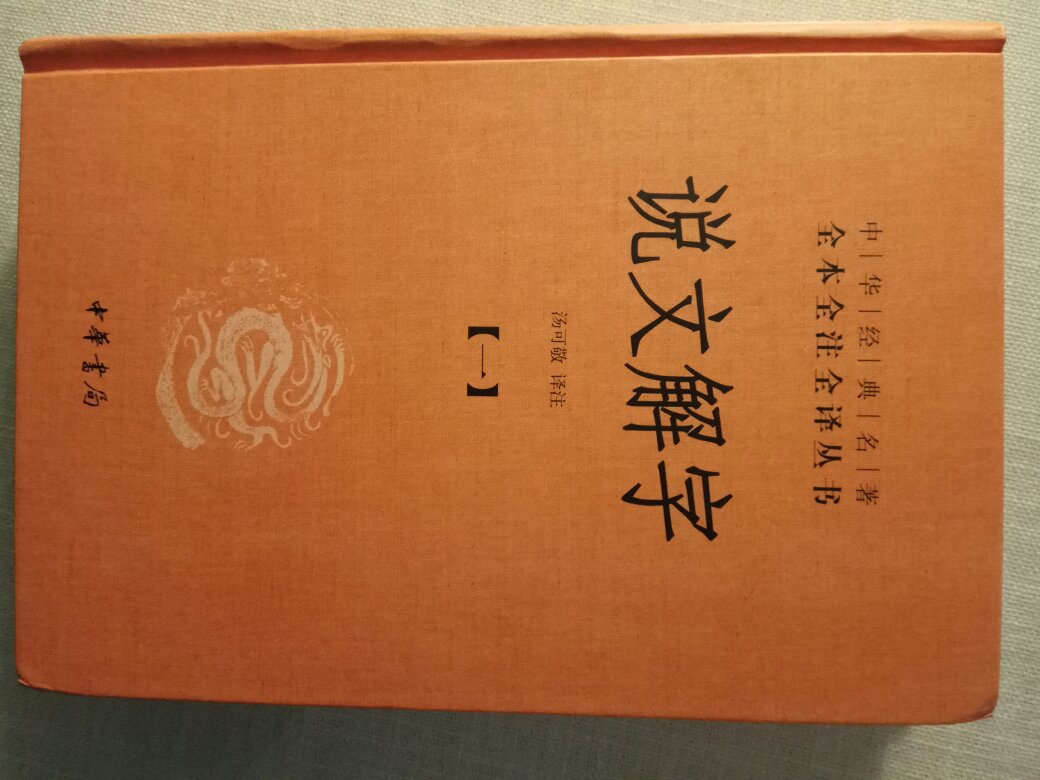 中|华|经|典|名|著
全本全注全译丛书
说文解字
汤可敬 译注
【一】
中华书局